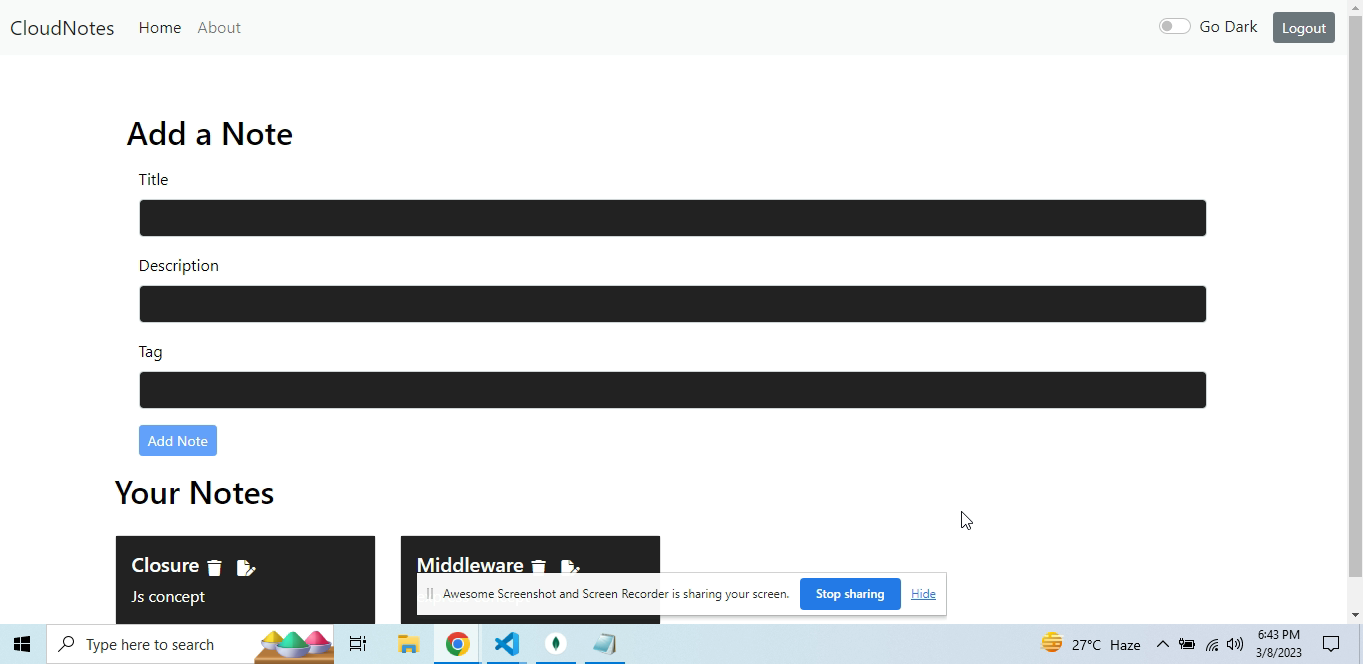 CloudNotes Home About Go Dark Logout
Add a Note
Title
Description
Tag
Add Note
Your Notes
Closure Middleware
Js concept
Awesome Screenshot and Screen Recorder is sharing your screen. Stop sharing Hide
Type here to search 27°C Haze 6:43 PM
3/8/2023